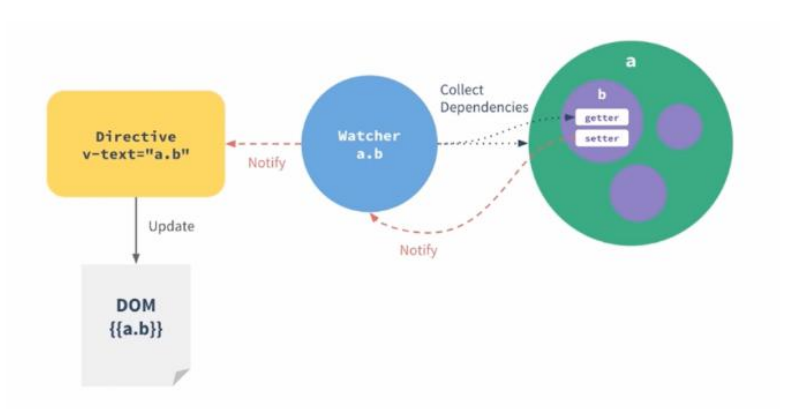 Directive
v-text="a.b"
Notify
Update
DOM
{{a.b}}
Watcher
a.b
Collect
Dependencies
Notify
a
b
getter
setter